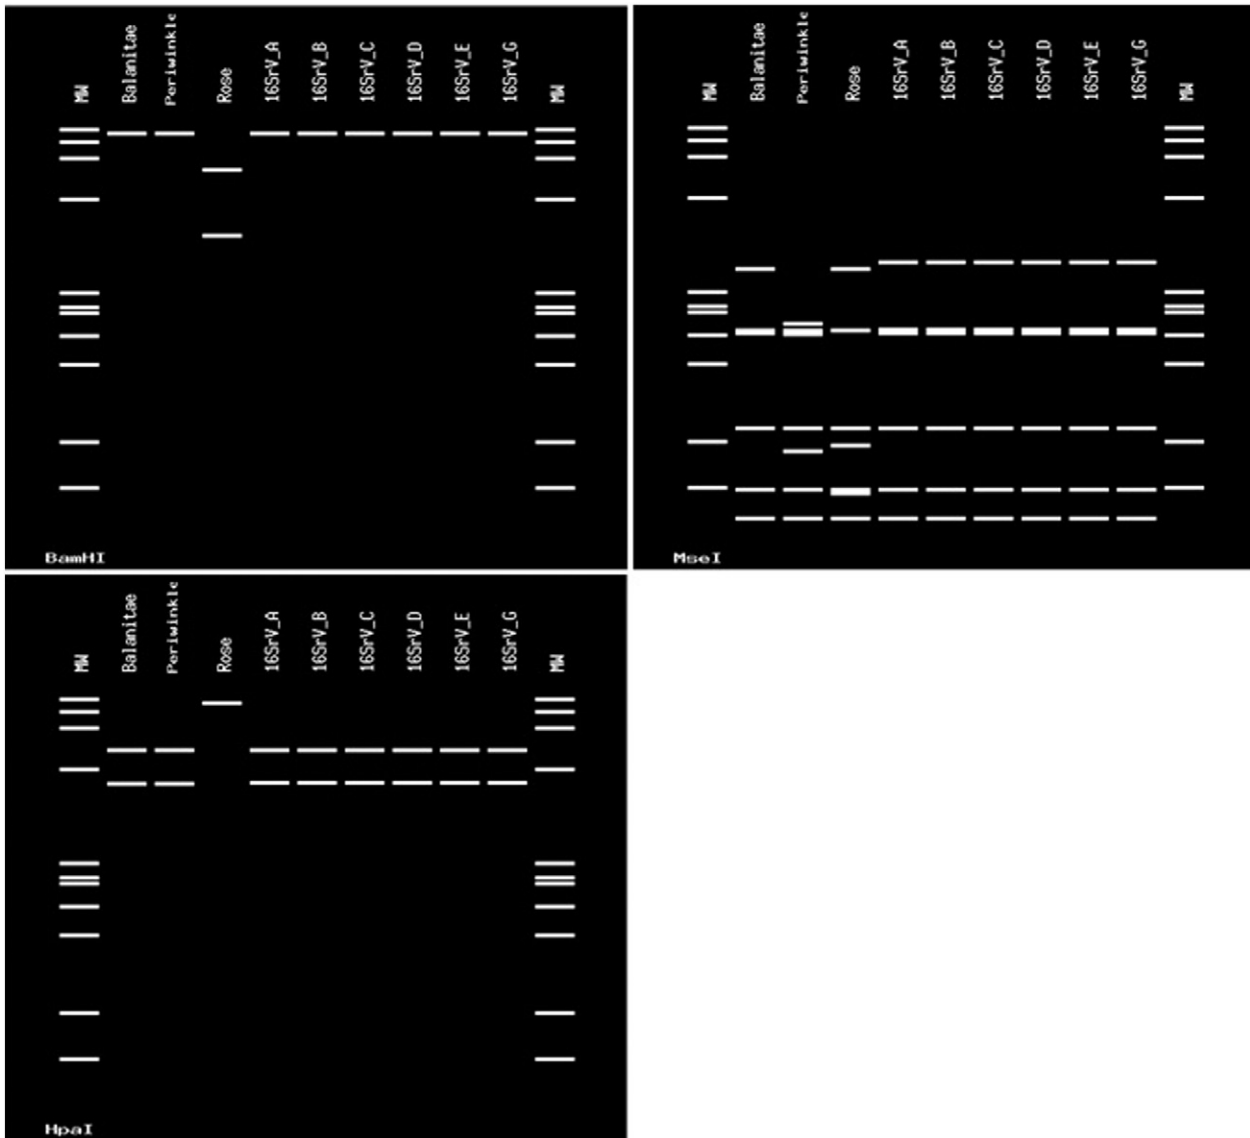 MW Balanitae Periwinkle Rose 16SrV_A 16SrV_B 16SrV_C 16SrV_D 16SrV_E 16SrV_G MW
BamHI
MW Balanitae Periwinkle Rose 16SrV_A 16SrV_B 16SrV_C 16SrV_D 16SrV_E 16SrV_G MW
MseI
MW Balanitae Periwinkle Rose 16SrV_A 16SrV_B 16SrV_C 16SrV_D 16SrV_E 16SrV_G MW
HpaI